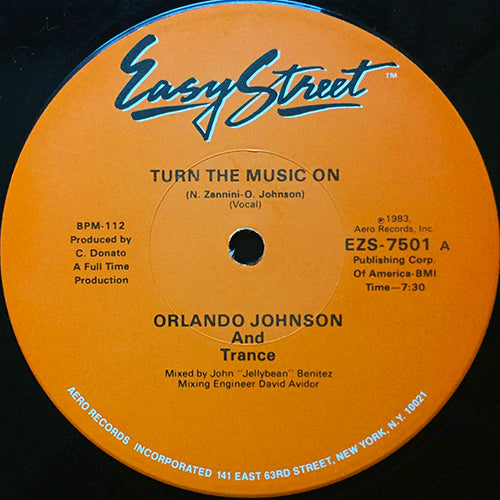 Easy Street ™
TURN THE MUSIC ON
(N. Zannini-O. Johnson)
(Vocal)
BPM-112
Produced by
C. Donato
A Full Time
Production
℗1983,
Aero Records, Inc.
EZS-7501 A
Publishing Corp.
Of America-BMI
Time—7:30
ORLANDO JOHNSON
And
Trance
Mixed by John "Jellybean" Benitez
Mixing Engineer David Avidor
AERO RECORDS INCORPORATED 141 EAST 63RD STREET, NEW YORK, N.Y. 10021